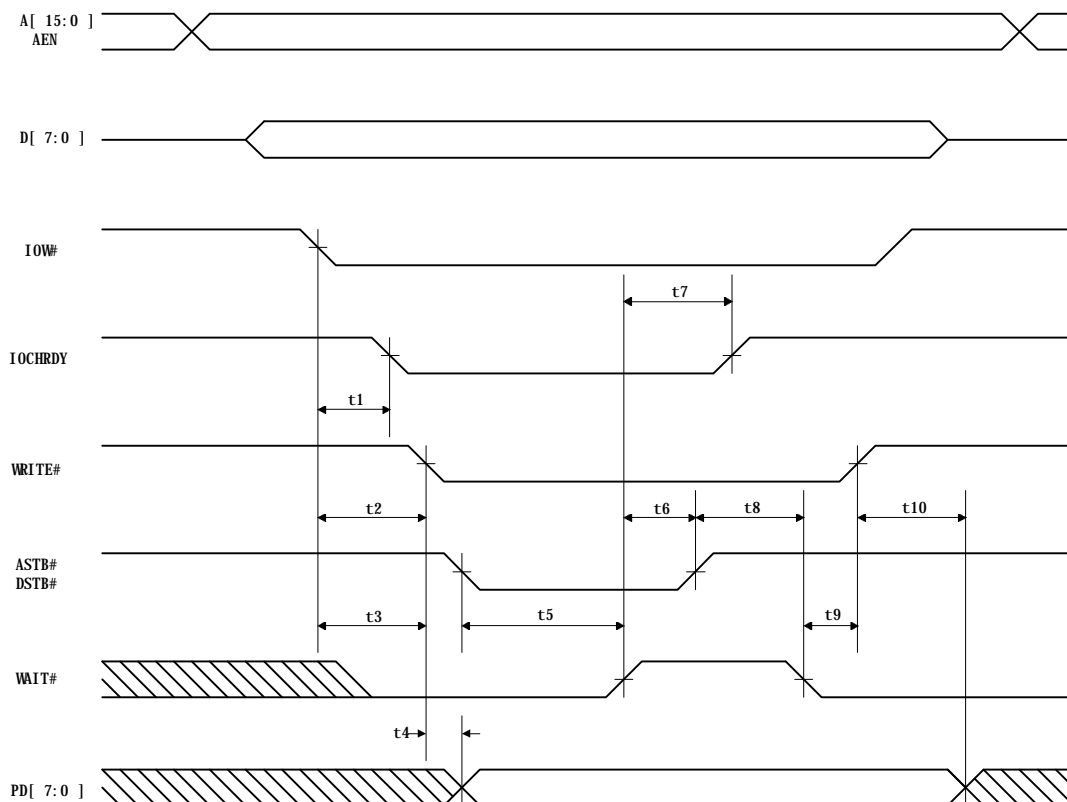 A[ 15:0 ]
AEN
D[ 7:0 ]
IOW#
t7
IOCHRDY
t1
WRITE#
t2
t6
t8
t10
ASTB#
DSTB#
t3
t5
t9
WAIT#
t4
PD[ 7:0 ]